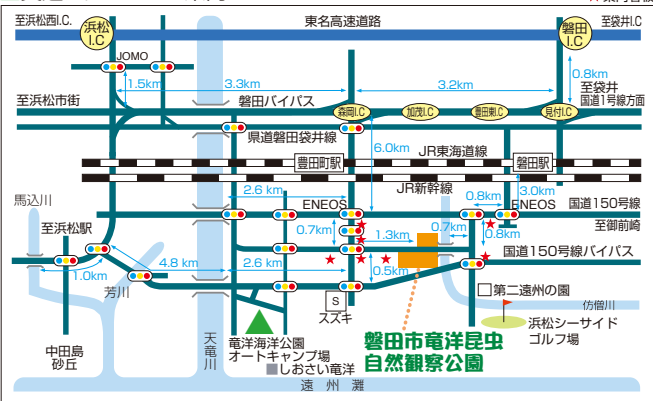 至浜松西I.C.
浜松
I.C
東名高速道路
磐田
I.C
至袋井I.C
JOMO
1.5km
3.3km
3.2km
0.8km
至袋井
国道1号線方面
至浜松市街
磐田バイパス
森岡I.C
加茂I.C
豊田東I.C
見付I.C
県道磐田袋井線
6.0km
豊田町駅
JR東海道線
磐田駅
JR新幹線
3.0km
馬込川
2.6 km
ENEOS
0.8km
ENEOS
国道150号線
至御前崎
至浜松駅
0.7km
1.3km
0.7km
0.8km
国道150号線バイパス
1.0km
4.8 km
2.6km
0.5km
芳川
S
スズキ
第二遠州の園
仿僧川
中田島
砂丘
天竜川
竜洋海洋公園
オートキャンプ場
しおさい竜洋
磐田市竜洋昆虫
自然観察公園
浜松シーサイド
ゴルフ場
遠州灘